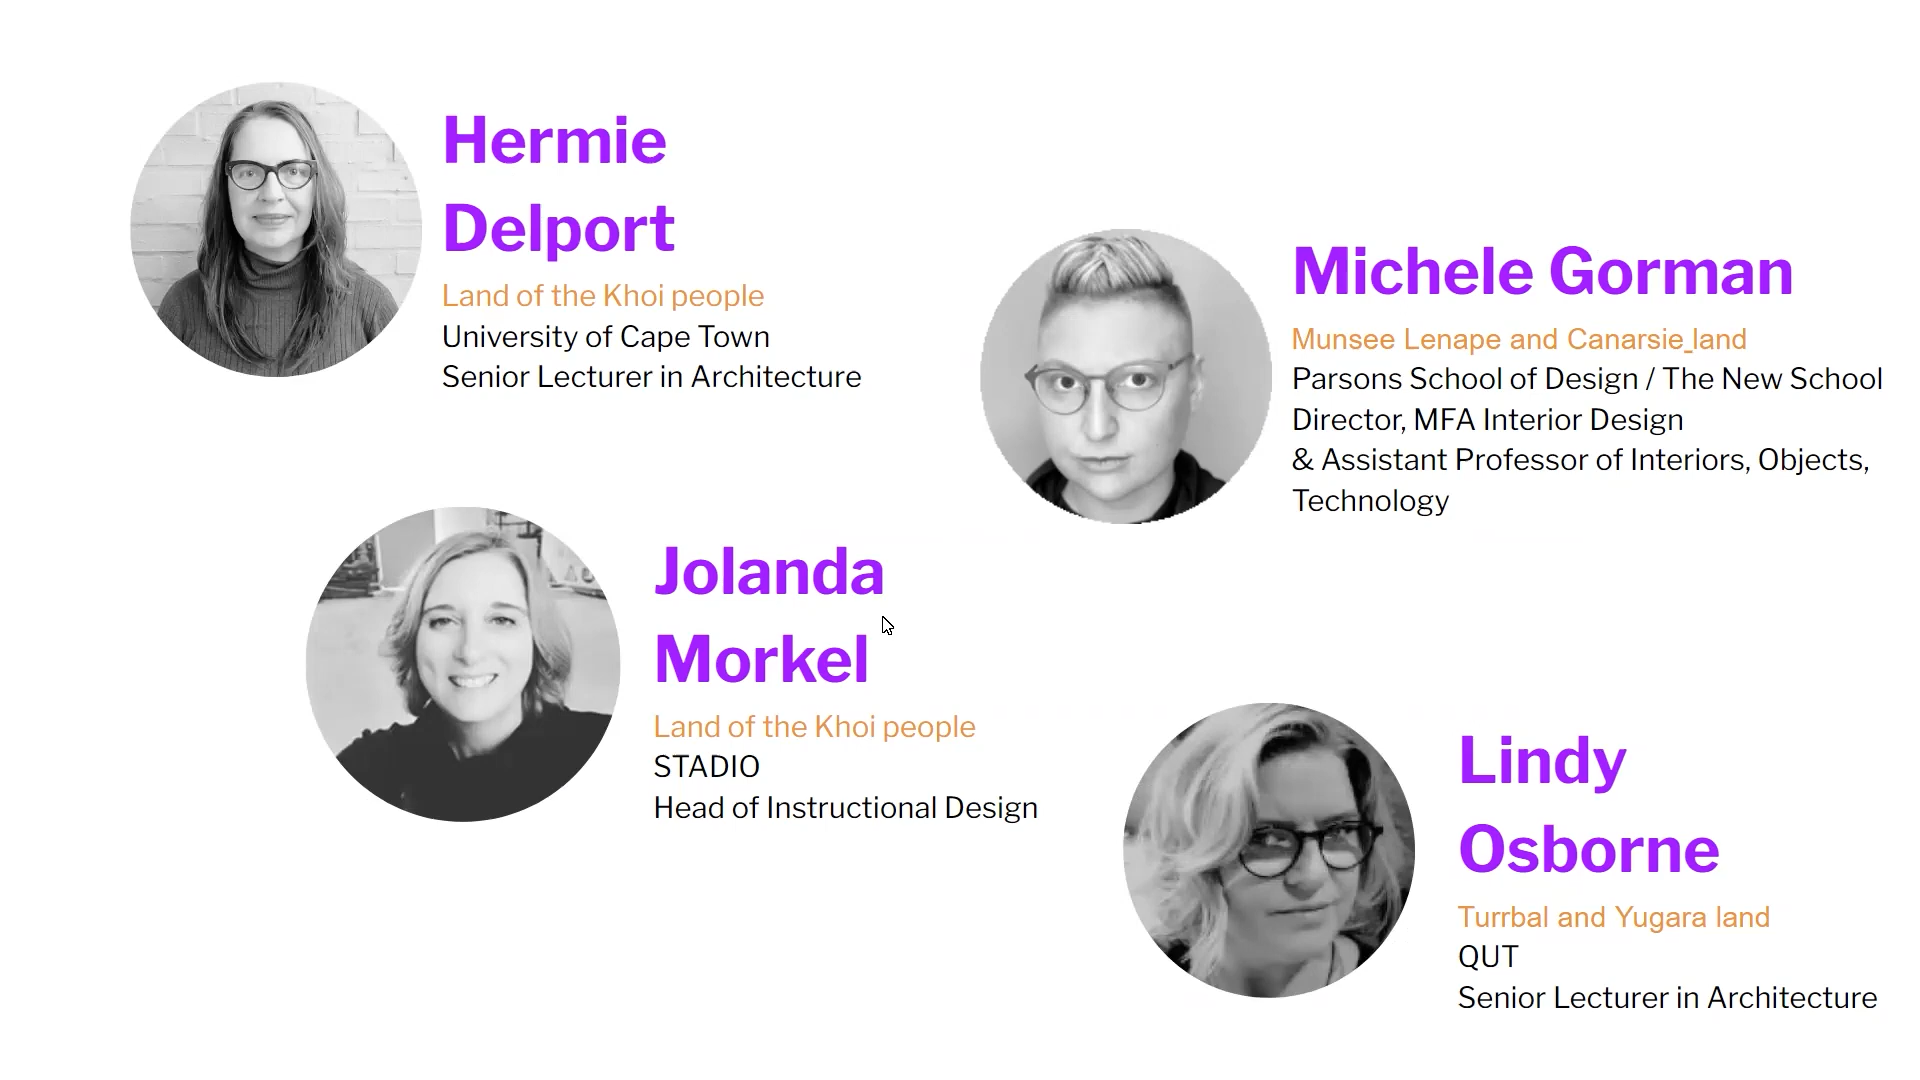 Hermie
Delport
Land of the Khoi people
University of Cape Town
Senior Lecturer in Architecture
Michele Gorman
Munsee Lenape and Canarsie land
Parsons School of Design / The New School
Director, MFA Interior Design
& Assistant Professor of Interiors, Objects,
Technology
Jolanda
Morkel
Land of the Khoi people
STADIO
Head of Instructional Design
Lindy
Osborne
Turrbal and Yugara land
QUT
Senior Lecturer in Architecture